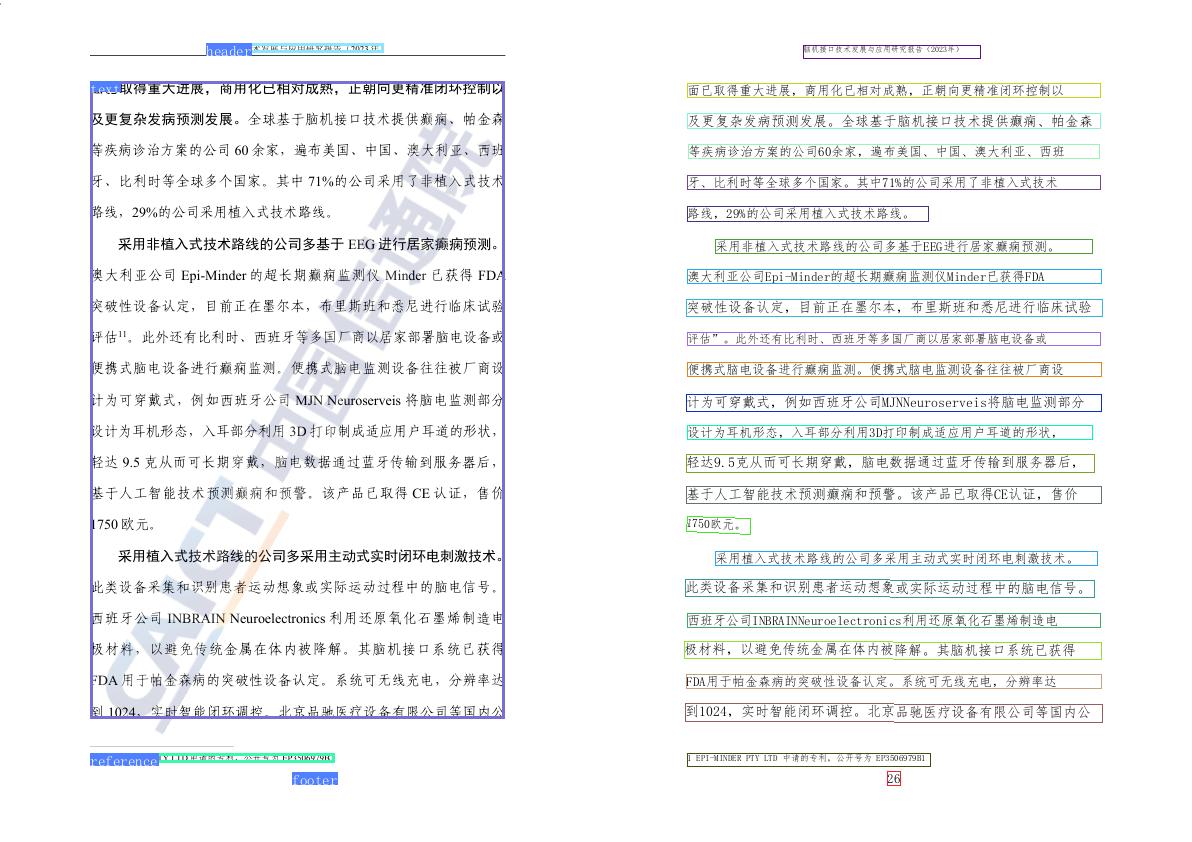 header
术发展与应用研究报告（2023年
text取得重大进展，商用化已相对成熟，正朝向更精准闭环控制以
及更复杂发病预测发展。全球基于脑机接口技术提供癫痫、帕金森
等疾病诊治方案的公司 60 余家，遍布美国、中国、澳大利亚、西班
牙、比利时等全球多个国家。其中 71%的公司采用了非植入式技术
路线，29%的公司采用植入式技术路线。
采用非植入式技术路线的公司多基于 EEG 进行居家癫痫预测。
澳大利亚公司 Epi-Minder 的超长期癫痫监测仪 Minder 已获得 FDA
突破性设备认定，目前正在墨尔本，布里斯班和悉尼进行临床试验
评估11。此外还有比利时、西班牙等多国厂商以居家部署脑电设备或
便携式脑电设备进行癫痫监测。便携式脑电监测设备往往被厂商设
计为可穿戴式，例如西班牙公司 MJN Neuroserveis 将脑电监测部分
设计为耳机形态，入耳部分利用 3D 打印制成适应用户耳道的形状，
轻达 9.5 克从而可长期穿戴，脑电数据通过蓝牙传输到服务器后，
基于人工智能技术预测癫痫和预警。该产品已取得 CE 认证，售价
1750 欧元。
采用植入式技术路线的公司多采用主动式实时闭环电刺激技术。
此类设备采集和识别患者运动想象或实际运动过程中的脑电信号。
西班牙公司 INBRAIN Neuroelectronics 利用还原氧化石墨烯制造电
极材料，以避免传统金属在体内被降解。其脑机接口系统已获得
FDA 用于帕金森病的突破性设备认定。系统可无线充电，分辨率达
到 1024，实时智能闭环调控。北京品驰医疗设备有限公司等国内公
CAICT 中国信通院
reference
Y LTD 申请的专利，公开号为 EP3506979B1
footer
脑机接口技术发展与应用研究报告（2023年）
面已取得重大进展，商用化已相对成熟，正朝向更精准闭环控制以
及更复杂发病预测发展。全球基于脑机接口技术提供癫痫、帕金森
等疾病诊治方案的公司60余家，遍布美国、中国、澳大利亚、西班
牙、比利时等全球多个国家。其中71%的公司采用了非植入式技术
路线，29%的公司采用植入式技术路线。
采用非植入式技术路线的公司多基于EEG进行居家癫痫预测。
澳大利亚公司Epi-Minder的超长期癫痫监测仪Minder已获得FDA
突破性设备认定，目前正在墨尔本，布里斯班和悉尼进行临床试验
评估”。此外还有比利时、西班牙等多国厂商以居家部署脑电设备或
便携式脑电设备进行癫痫监测。便携式脑电监测设备往往被厂商设
计为可穿戴式，例如西班牙公司MJNNeuroserveis将脑电监测部分
设计为耳机形态，入耳部分利用3D打印制成适应用户耳道的形状，
轻达9.5克从而可长期穿戴，脑电数据通过蓝牙传输到服务器后，
基于人工智能技术预测癫痫和预警。该产品已取得CE认证，售价
1750欧元。
采用植入式技术路线的公司多采用主动式实时闭环电刺激技术。
此类设备采集和识别患者运动想象或实际运动过程中的脑电信号。
西班牙公司INBRAINNeuroelectronics利用还原氧化石墨烯制造电
极材料，以避免传统金属在体内被降解。其脑机接口系统已获得
FDA用于帕金森病的突破性设备认定。系统可无线充电，分辨率达
到1024，实时智能闭环调控。北京品驰医疗设备有限公司等国内公
1 EPI-MINDER PTY LTD 申请的专利，公开号为 EP3506979B1
26